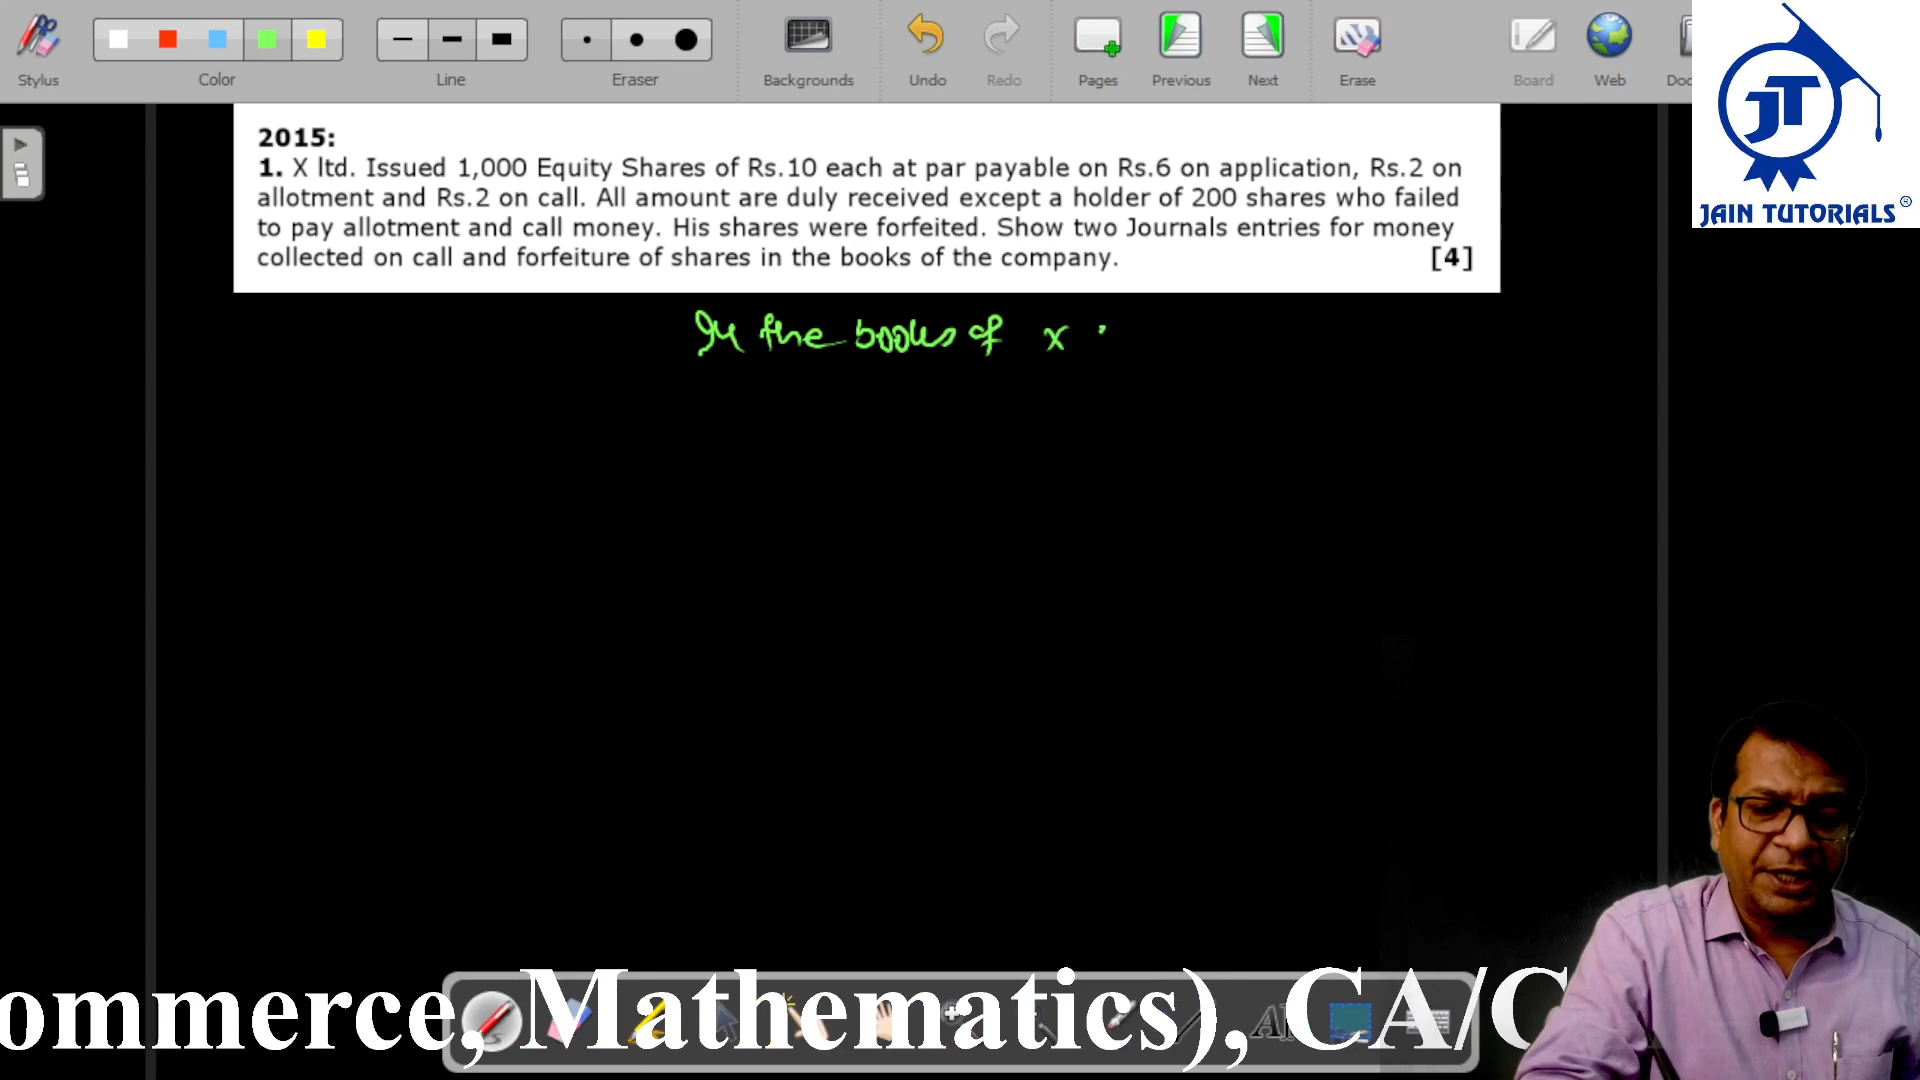 Stylus Color Line Eraser Backgrounds Undo Redo Pages Previous Next Erase Board Web Doc
JT
JAIN TUTORIALS®
2015:
1. X ltd. Issued 1,000 Equity Shares of Rs.10 each at par payable on Rs.6 on application, Rs.2 on
allotment and Rs.2 on call. All amount are duly received except a holder of 200 shares who failed
to pay allotment and call money. His shares were forfeited. Show two Journals entries for money
collected on call and forfeiture of shares in the books of the company. [4]
In the books of x
ommerce, Mathematics), CA/C